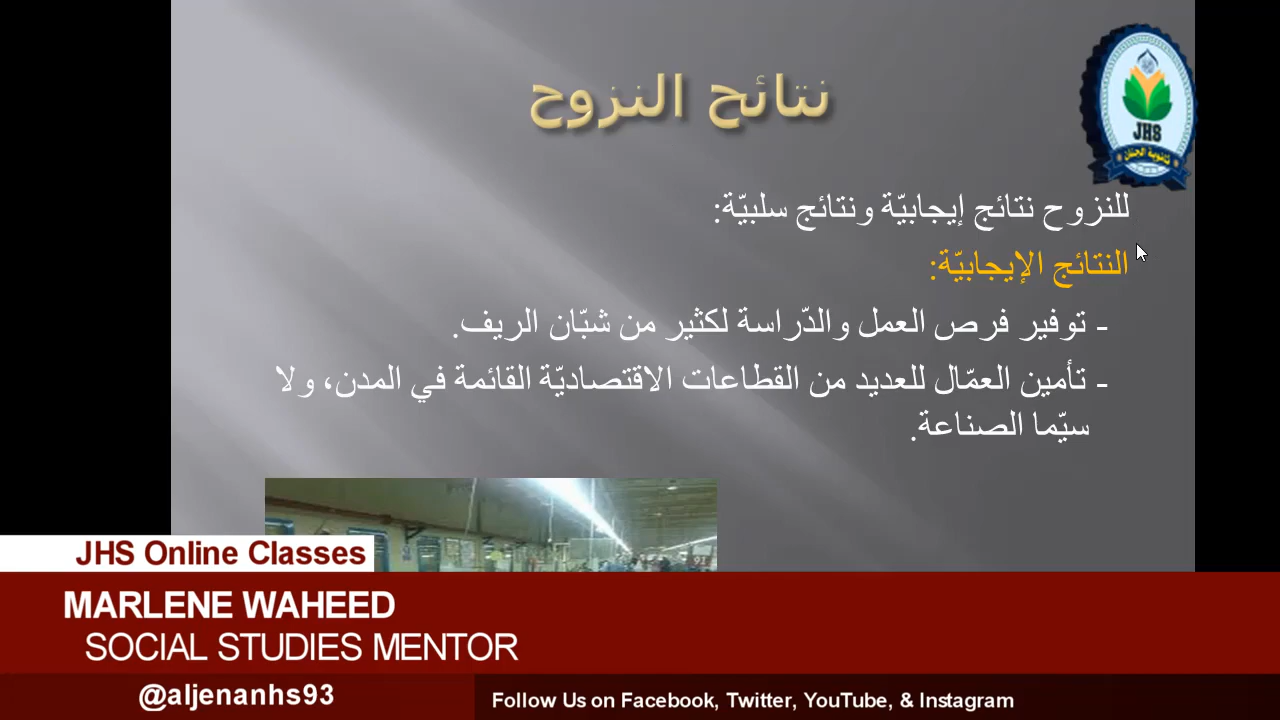 نتائج النزوح
JHS
ثانوية الجنان
للنزوح نتائج إيجابيّة ونتائج سلبيّة:
النتائج الإيجابيّة:
- توفير فرص العمل والدّراسة لكثير من شبّان الريف.
- تأمين العمّال للعديد من القطاعات الاقتصاديّة القائمة في المدن، ولا
سيّما الصناعة.
JHS Online Classes
MARLENE WAHEED
SOCIAL STUDIES MENTOR
@aljenanhs93
Follow Us on Facebook, Twitter, YouTube, & Instagram